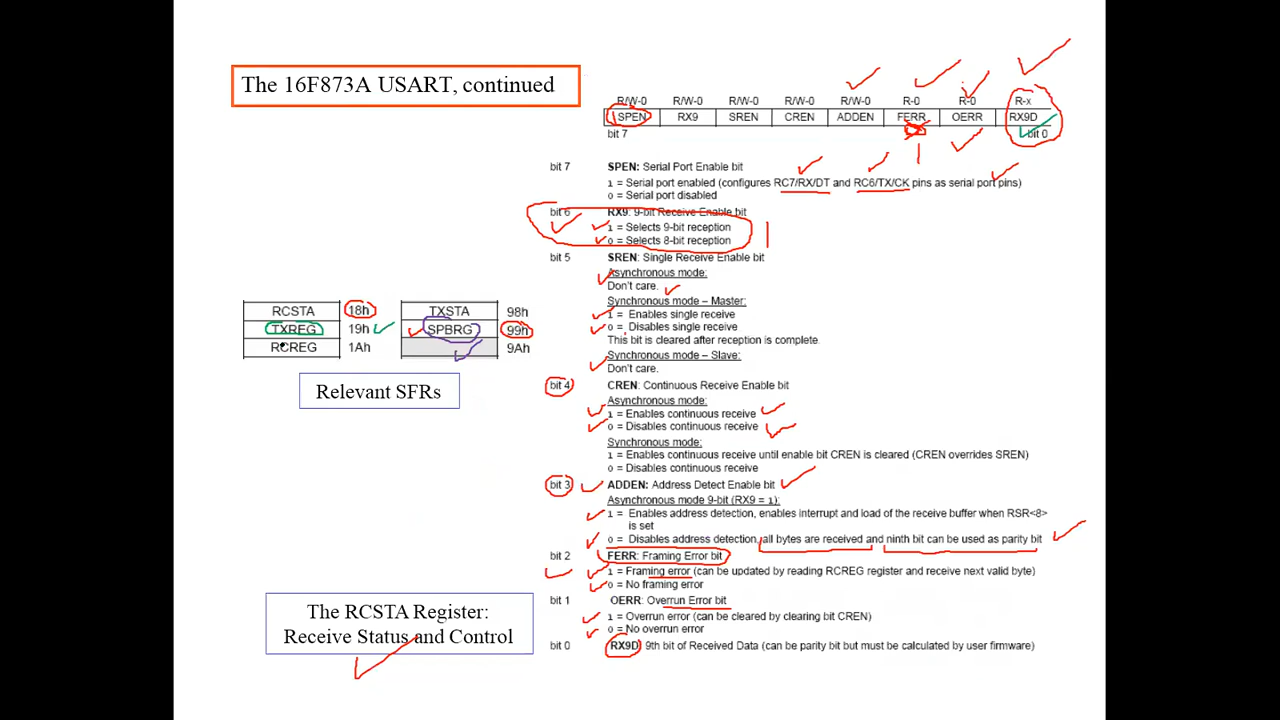 The 16F873A USART, continued
R/W-0 R/W-0 R/W-0 R/W-0 R/W-0 R-0 R-0 R-x
SPEN RX9 SREN CREN ADDEN FERR OERR RX9D
bit 7 bit 0
bit 7 SPEN: Serial Port Enable bit
1 = Serial port enabled (configures RC7/RX/DT and RC6/TX/CK pins as serial port pins)
0 = Serial port disabled
bit 6 RX9: 9-bit Receive Enable bit
1 = Selects 9-bit reception
0 = Selects 8-bit reception
bit 5 SREN: Single Receive Enable bit
Asynchronous mode:
Don't care.
Synchronous mode – Master:
1 = Enables single receive
0 = Disables single receive
This bit is cleared after reception is complete.
Synchronous mode – Slave:
Don't care.
bit 4 CREN: Continuous Receive Enable bit
Asynchronous mode:
1 = Enables continuous receive
0 = Disables continuous receive
Synchronous mode:
1 = Enables continuous receive until enable bit CREN is cleared (CREN overrides SREN)
0 = Disables continuous receive
bit 3 ADDEN: Address Detect Enable bit
Asynchronous mode 9-bit (RX9 = 1):
1 = Enables address detection, enables interrupt and load of the receive buffer when RSR<8>
is set
0 = Disables address detection, all bytes are received and ninth bit can be used as parity bit
bit 2 FERR: Framing Error bit
1 = Framing error (can be updated by reading RCREG register and receive next valid byte)
0 = No framing error
bit 1 OERR: Overrun Error bit
1 = Overrun error (can be cleared by clearing bit CREN)
0 = No overrun error
bit 0 RX9D: 9th bit of Received Data (can be parity bit but must be calculated by user firmware)
RCSTA 18h TXSTA 98h
TXREG 19h SPBRG 99h
RCREG 1Ah 9Ah
Relevant SFRs
The RCSTA Register:
Receive Status and Control